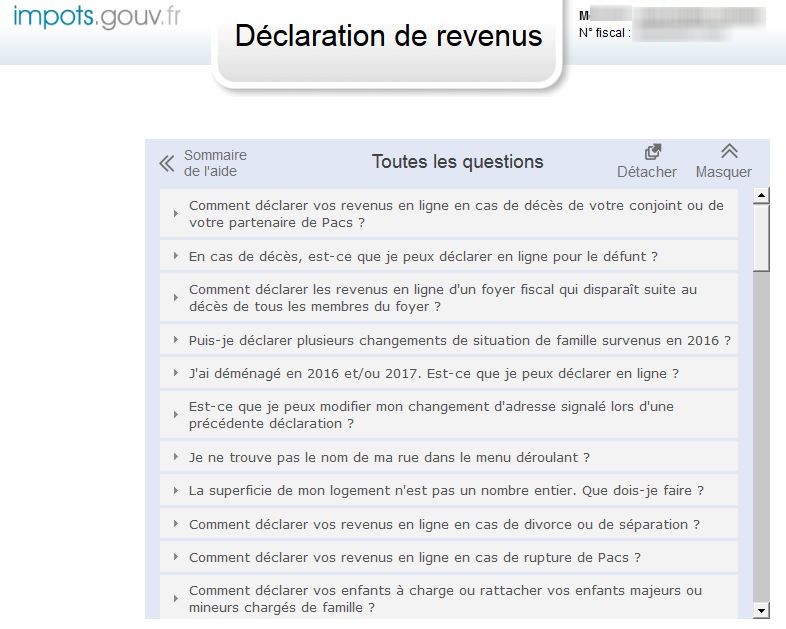 impots.gouv.fr
Déclaration de revenus
N° fiscal :
Sommaire
de l'aide
Toutes les questions
Détacher
Masquer
Comment déclarer vos revenus en ligne en cas de décès de votre conjoint ou de
votre partenaire de Pacs ?
En cas de décès, est-ce que je peux déclarer en ligne pour le défunt ?
Comment déclarer les revenus en ligne d'un foyer fiscal qui disparaît suite au
décès de tous les membres du foyer ?
Puis-je déclarer plusieurs changements de situation de famille survenus en 2016 ?
J'ai déménagé en 2016 et/ou 2017. Est-ce que je peux déclarer en ligne ?
Est-ce que je peux modifier mon changement d'adresse signalé lors d'une
précédente déclaration ?
Je ne trouve pas le nom de ma rue dans le menu déroulant ?
La superficie de mon logement n'est pas un nombre entier. Que dois-je faire ?
Comment déclarer vos revenus en ligne en cas de divorce ou de séparation ?
Comment déclarer vos revenus en ligne en cas de rupture de Pacs ?
Comment déclarer vos enfants à charge ou rattacher vos enfants majeurs ou
mineurs chargés de famille ?